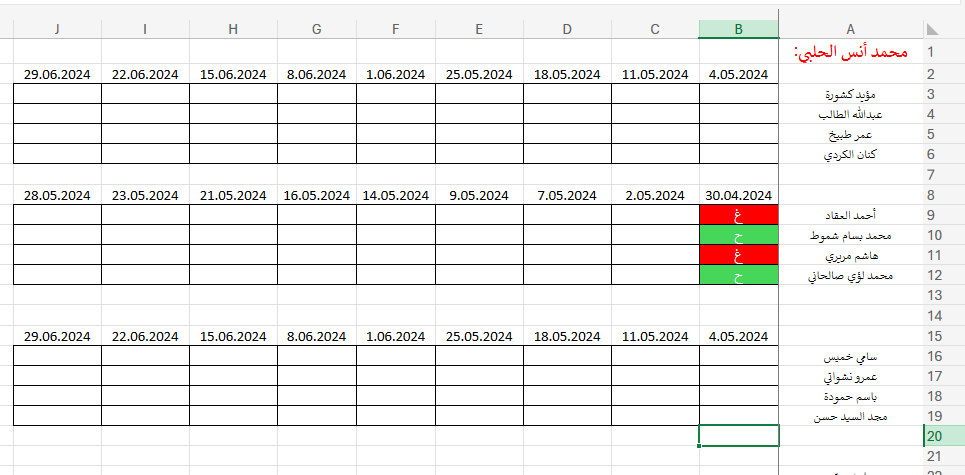 A B C D E F G H I J
1 محمد أنس الحلبي:
2 4.05.2024 11.05.2024 18.05.2024 25.05.2024 1.06.2024 8.06.2024 15.06.2024 22.06.2024 29.06.2024
3 مؤيد كشورة
4 عبدالله الطالب
5 عمر طبيخ
6 كنان الكردي
7
8 30.04.2024 2.05.2024 7.05.2024 9.05.2024 14.05.2024 16.05.2024 21.05.2024 23.05.2024 28.05.2024
9 أحمد العقاد غ
10 محمد بسام شموط ح
11 هاشم مريري غ
12 محمد لؤي صالحاني ح
13
14
15 4.05.2024 11.05.2024 18.05.2024 25.05.2024 1.06.2024 8.06.2024 15.06.2024 22.06.2024 29.06.2024
16 سامي خميس
17 عمرو نشواتي
18 باسم حمودة
19 مجد السيد حسن
20
21